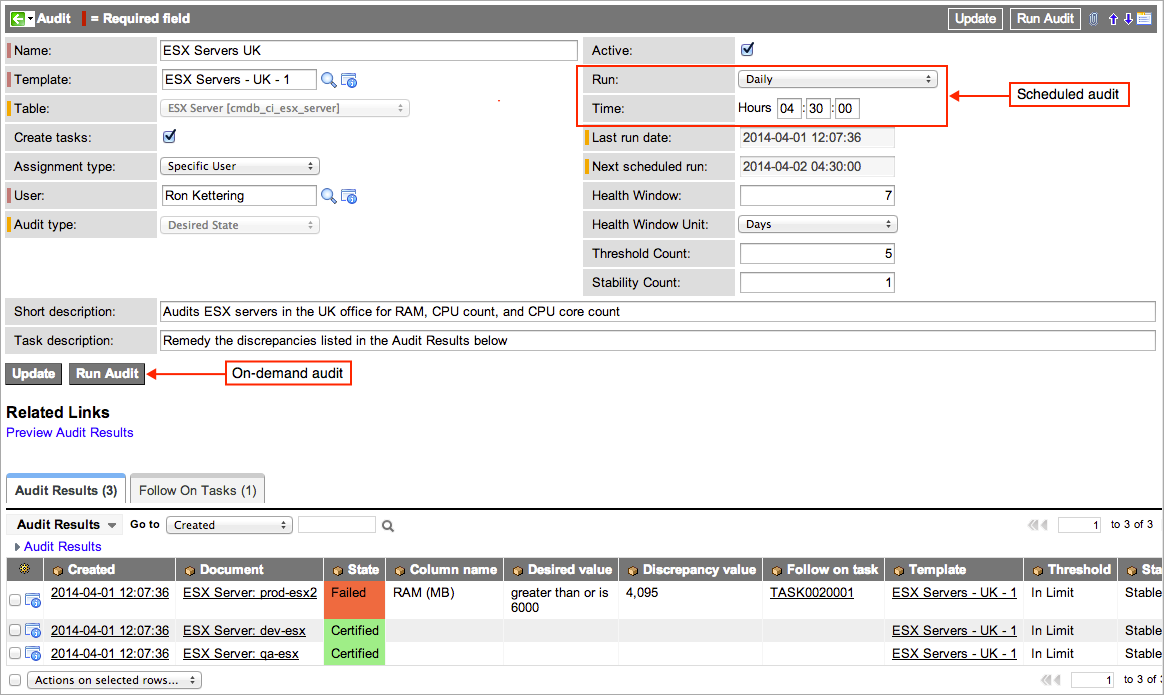 Audit = Required field Update Run Audit
Name: ESX Servers UK Active:
Template: ESX Servers - UK - 1 Run: Daily
Scheduled audit
Table: ESX Server [cmdb_ci_esx_server] Time: Hours 04 : 30 : 00
Create tasks: Last run date: 2014-04-01 12:07:36
Assignment type: Specific User Next scheduled run: 2014-04-02 04:30:00
User: Ron Kettering Health Window: 7
Audit type: Desired State Health Window Unit: Days
Threshold Count: 5
Stability Count: 1
Short description: Audits ESX servers in the UK office for RAM, CPU count, and CPU core count
Task description: Remedy the discrepancies listed in the Audit Results below
Update Run Audit On-demand audit
Related Links
Preview Audit Results
Audit Results (3) Follow On Tasks (1)
Audit Results Go to Created 1 to 3 of 3
Audit Results
Created Document State Column name Desired value Discrepancy value Follow on task Template Threshold Sta
2014-04-01 12:07:36 ESX Server: prod-esx2 Failed RAM (MB) greater than or is 4,095 TASK0020001 ESX Servers - UK - 1 In Limit Stable
6000
2014-04-01 12:07:36 ESX Server: dev-esx Certified ESX Servers - UK - 1 In Limit Stable
2014-04-01 12:07:36 ESX Server: qa-esx Certified ESX Servers - UK - 1 In Limit Stable
Actions on selected rows... 1 to 3 of